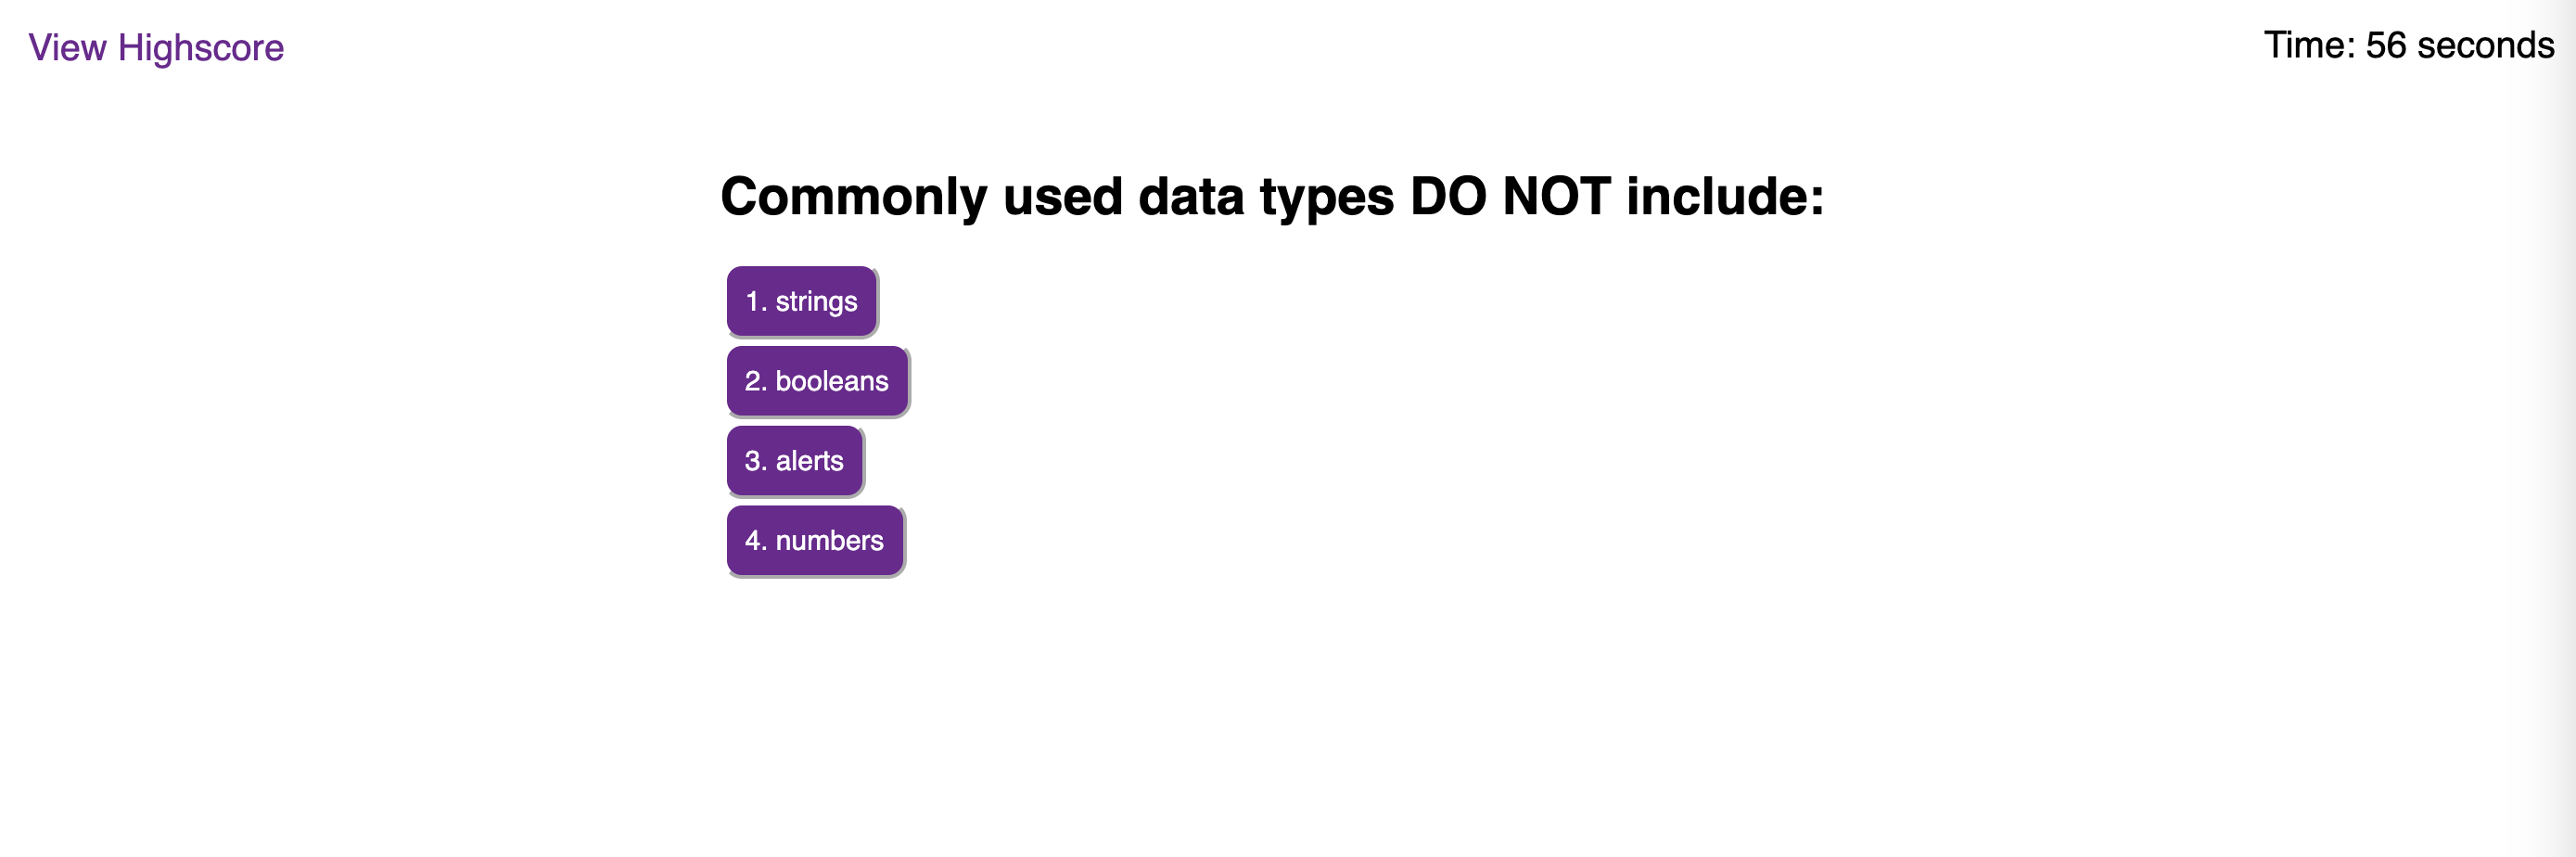 View Highscore
Time: 56 seconds
Commonly used data types DO NOT include:
1. strings
2. booleans
3. alerts
4. numbers